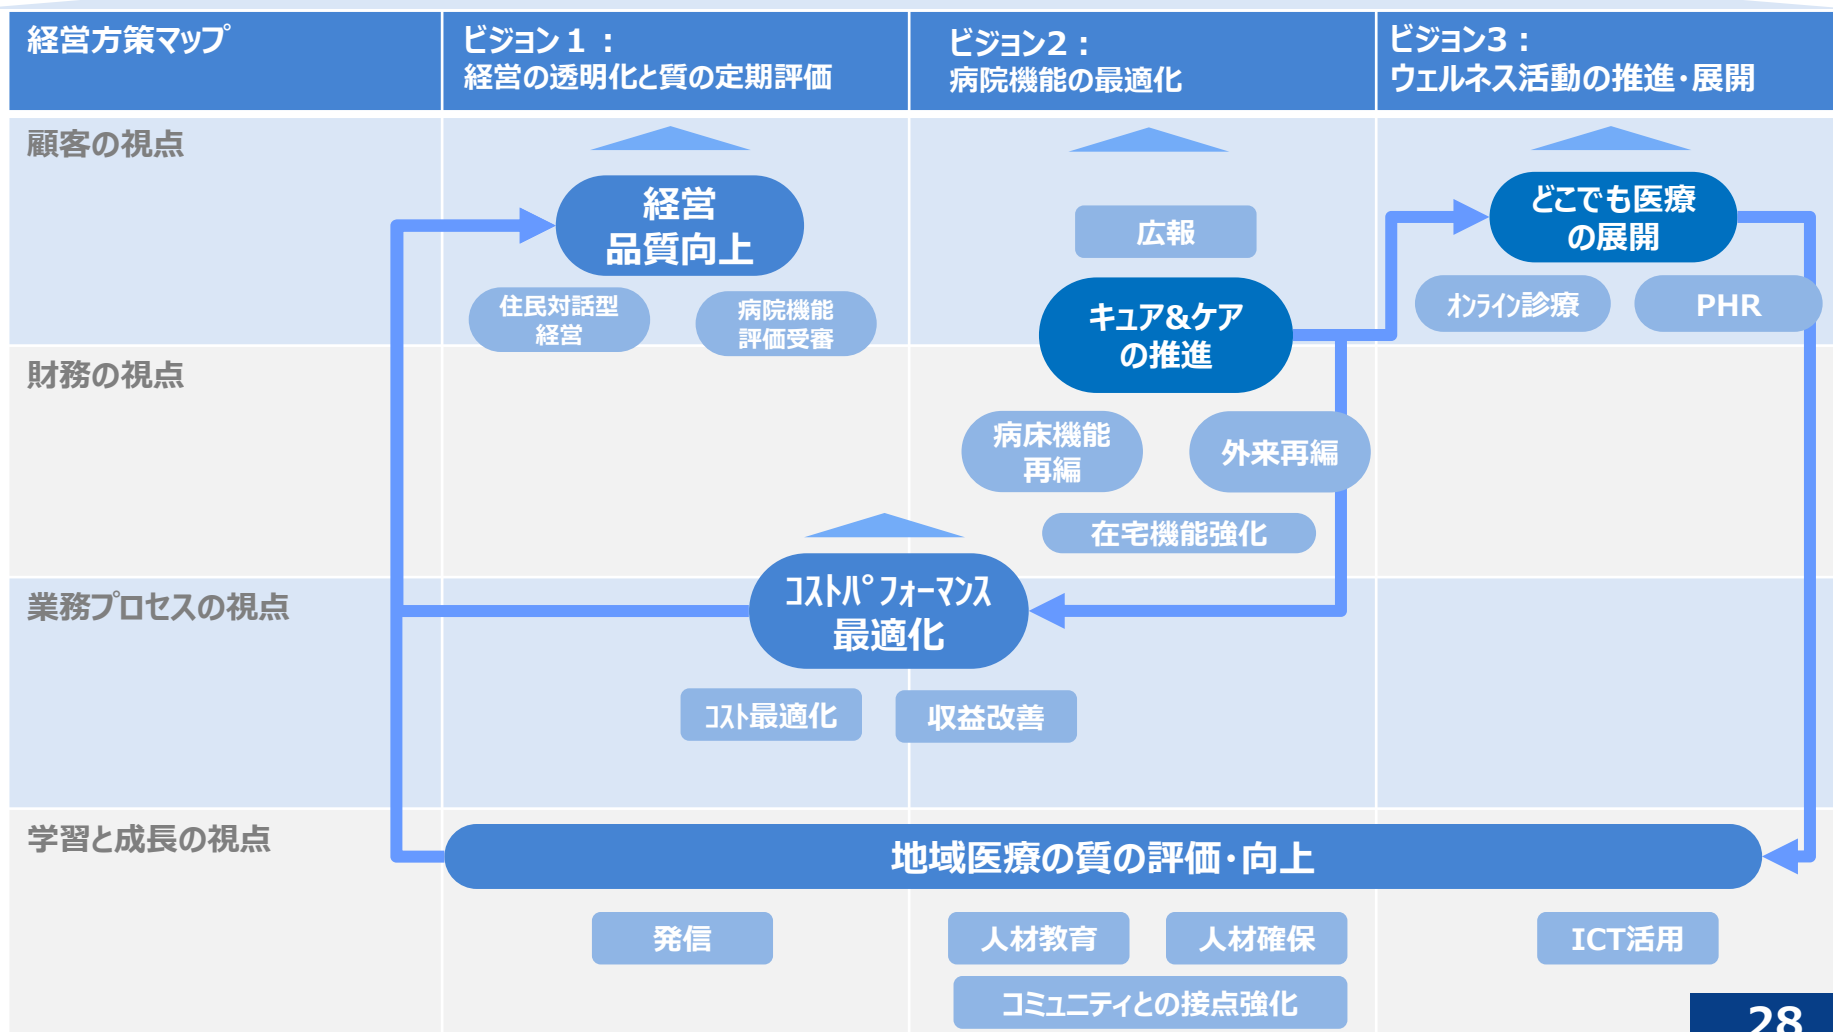 経営方策マップ
ビジョン1：
経営の透明化と質の定期評価
ビジョン2：
病院機能の最適化
ビジョン3：
ウェルネス活動の推進・展開
顧客の視点
経営
品質向上
住民対話型
経営
病院機能
評価受審
広報
キュア&ケア
の推進
どこでも医療
の展開
オンライン診療
PHR
財務の視点
病床機能
再編
外来再編
在宅機能強化
業務プロセスの視点
ｺｽﾄﾊﾟﾌｫｰﾏﾝｽ
最適化
ｺｽﾄ最適化
収益改善
学習と成長の視点
地域医療の質の評価・向上
発信
人材教育
人材確保
ICT活用
コミュニティとの接点強化
28